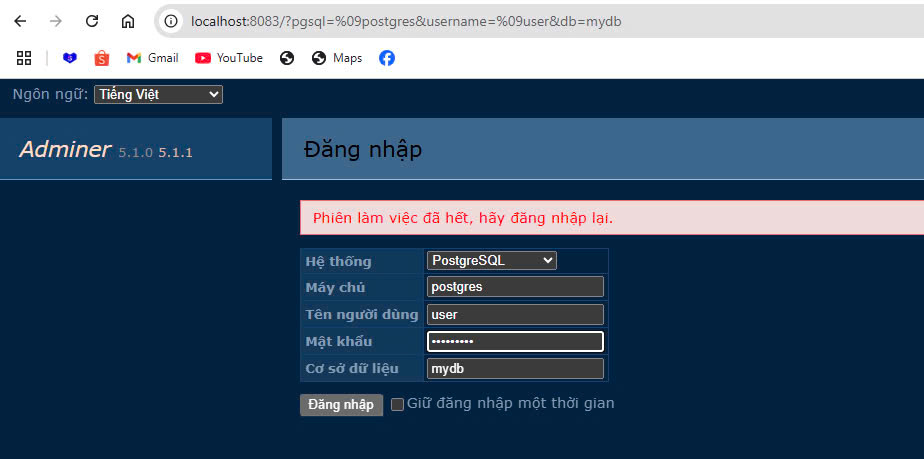 localhost:8083/?pgsql=%09postgres&username=%09user&db=mydb
Gmail YouTube Maps
Ngôn ngữ: Tiếng Việt
Adminer 5.1.0 5.1.1
Đăng nhập
Phiên làm việc đã hết, hãy đăng nhập lại.
Hệ thống PostgreSQL
Máy chủ postgres
Tên người dùng user
Mật khẩu •••••••••
Cơ sở dữ liệu mydb
Đăng nhập Giữ đăng nhập một thời gian